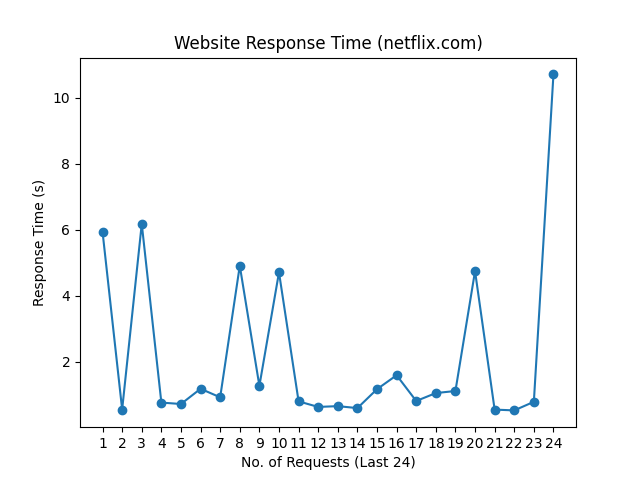 Website Response Time (netflix.com)
Response Time (s)
10
8
6
4
2
1 2 3 4 5 6 7 8 9 10 11 12 13 14 15 16 17 18 19 20 21 22 23 24
No. of Requests (Last 24)